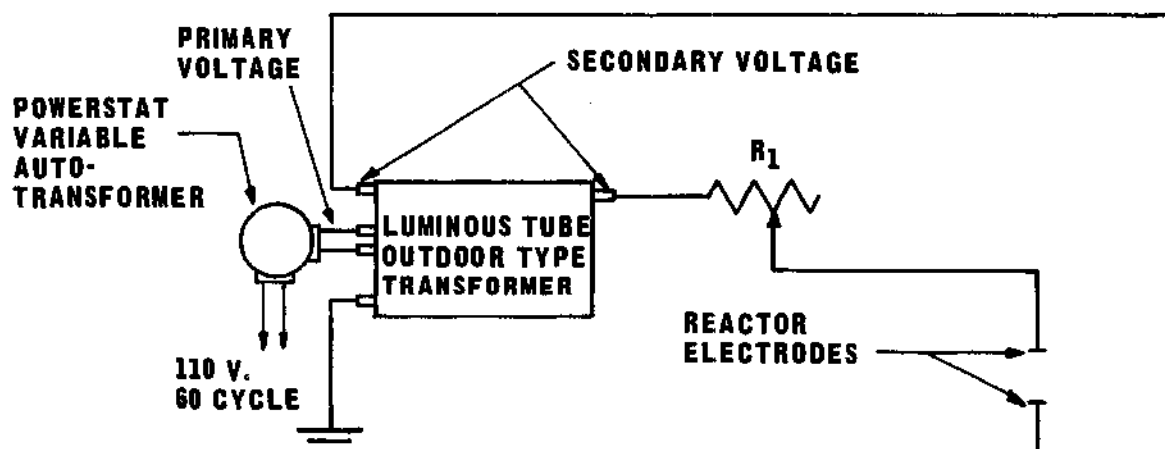 PRIMARY
VOLTAGE
SECONDARY VOLTAGE
POWERSTAT
VARIABLE
AUTO-
TRANSFORMER
R1
LUMINOUS TUBE
OUTDOOR TYPE
TRANSFORMER
REACTOR
ELECTRODES
110 V.
60 CYCLE